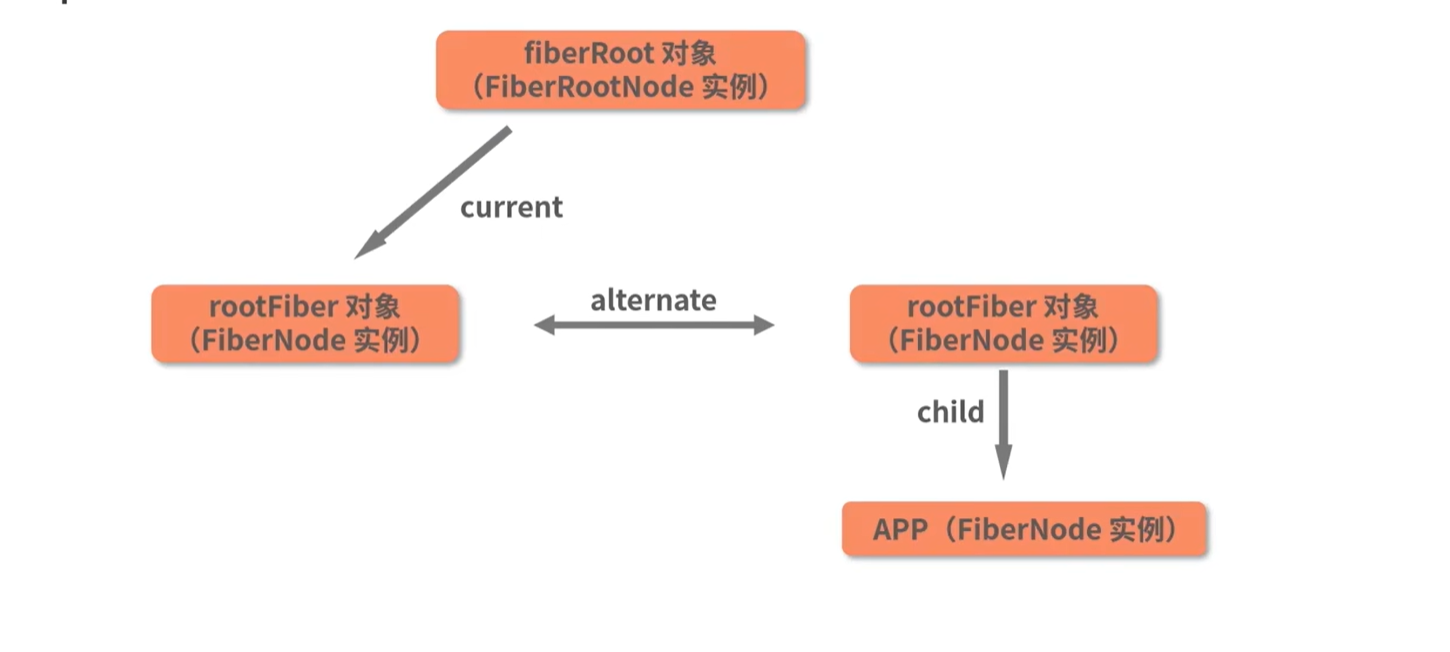 fiberRoot 对象
（FiberRootNode 实例）
current
rootFiber 对象
（FiberNode 实例）
alternate
rootFiber 对象
（FiberNode 实例）
child
APP（FiberNode 实例）